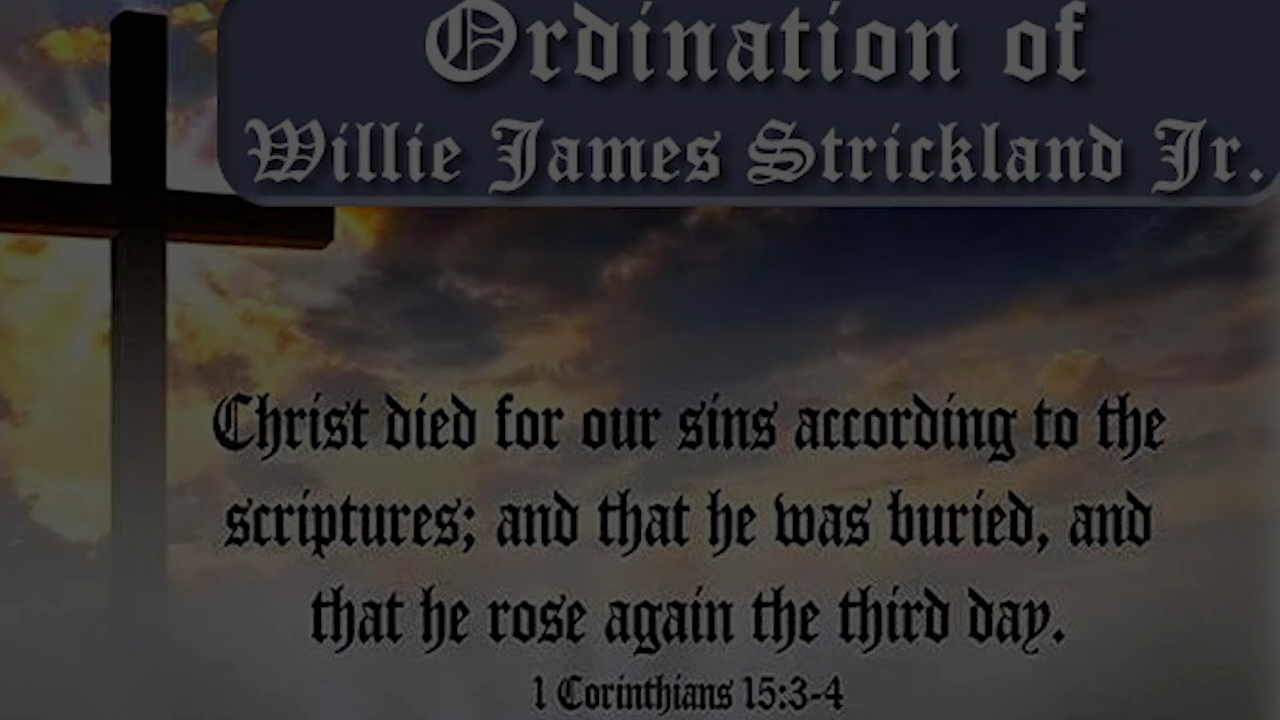 Ordination of
Willie James Strickland Jr.
Christ died for our sins according to the
scriptures; and that he was buried, and
that he rose again the third day.
1 Corinthians 15:3-4